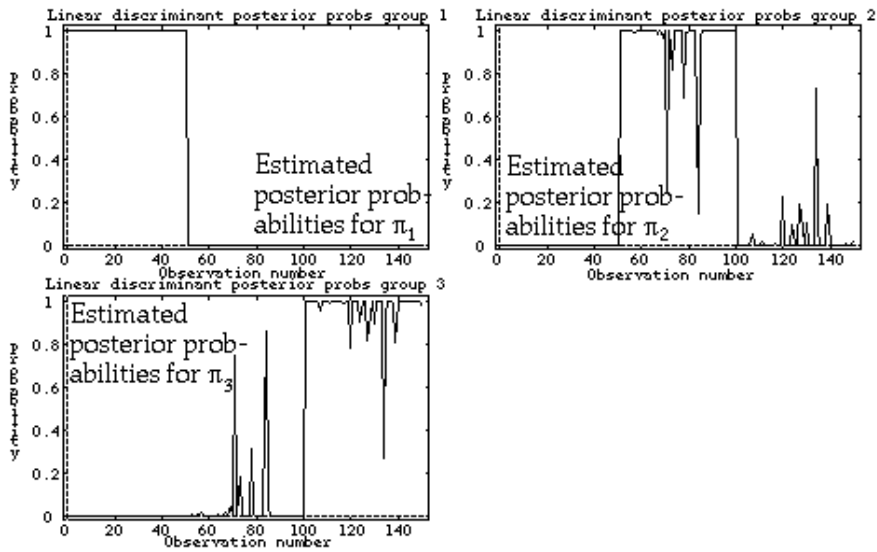 Linear discriminant posterior probs group 1
1
0.8
0.6
0.4
0.2
0
Probability
Estimated
posterior prob-
abilities for π1
0 20 40 60 80 100 120 140
Observation number
Linear discriminant posterior probs group 2
1
0.8
0.6
0.4
0.2
0
Probability
Estimated
posterior prob-
abilities for π2
0 20 40 60 80 100 120 140
Observation number
Linear discriminant posterior probs group 3
1
0.8
0.6
0.4
0.2
0
Probability
Estimated
posterior prob-
abilities for π3
0 20 40 60 80 100 120 140
Observation number